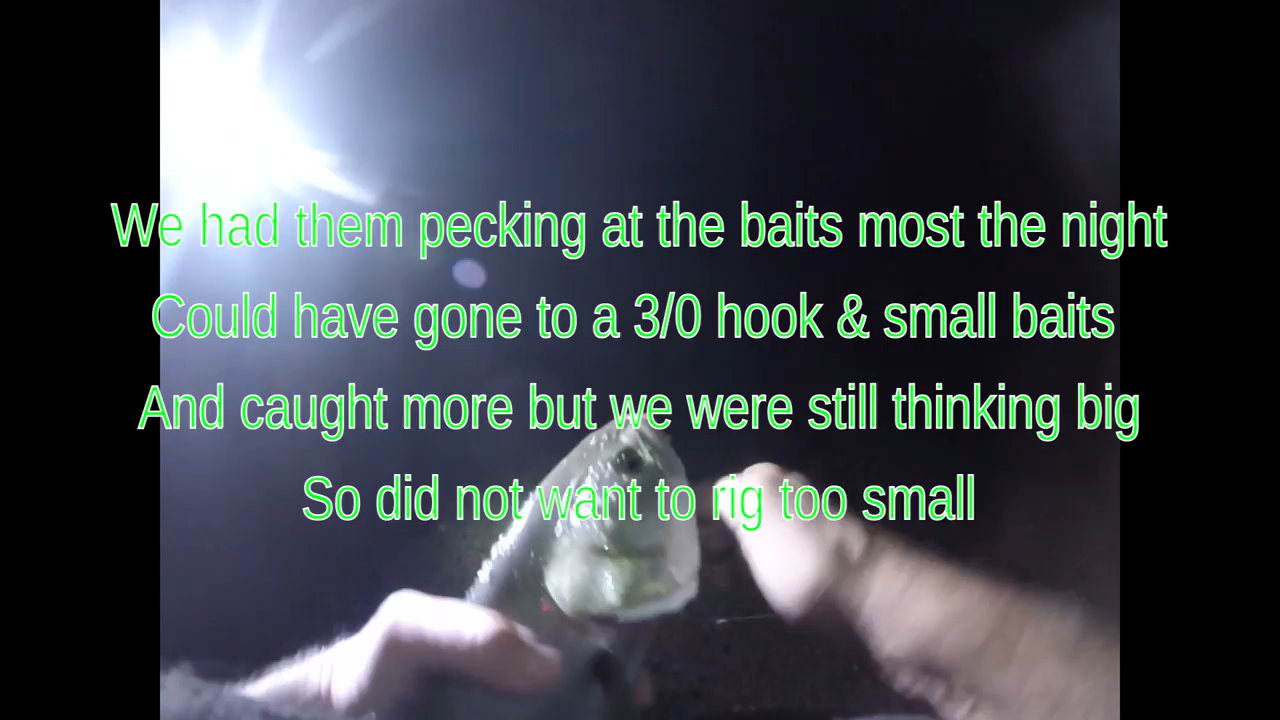 We had them pecking at the baits most the night
Could have gone to a 3/0 hook & small baits
And caught more but we were still thinking big
So did not want to rig too small